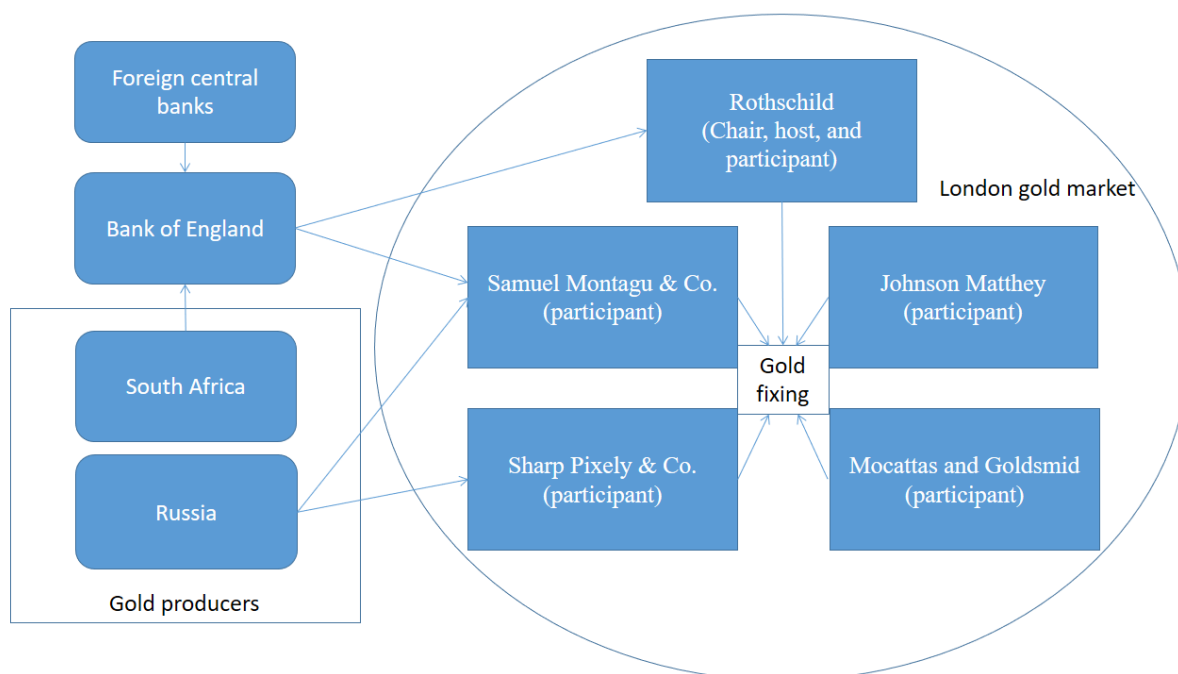 Foreign central
banks
Bank of England
South Africa
Russia
Gold producers
Rothschild
(Chair, host, and
participant)
London gold market
Samuel Montagu & Co.
(participant)
Johnson Matthey
(participant)
Gold
fixing
Sharp Pixely & Co.
(participant)
Mocattas and Goldsmid
(participant)